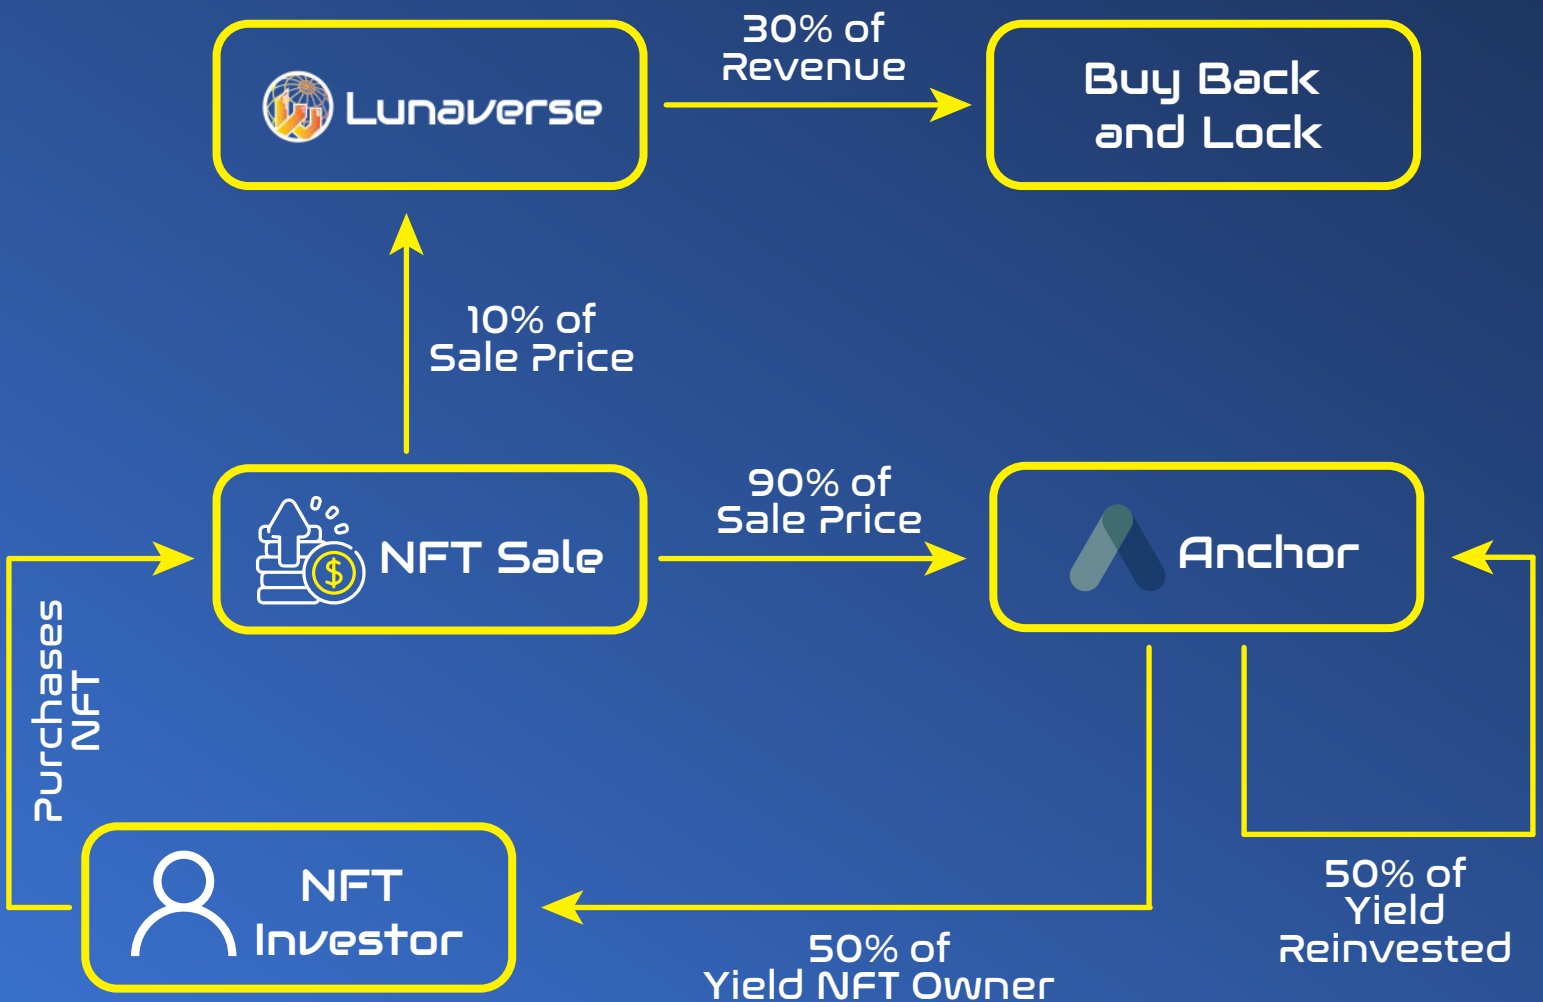 Lunaverse
30% of
Revenue
Buy Back
and Lock
10% of
Sale Price
NFT Sale
$
90% of
Sale Price
Anchor
Purchases
NFT
NFT
Investor
50% of
Yield NFT Owner
50% of
Yield
Reinvested